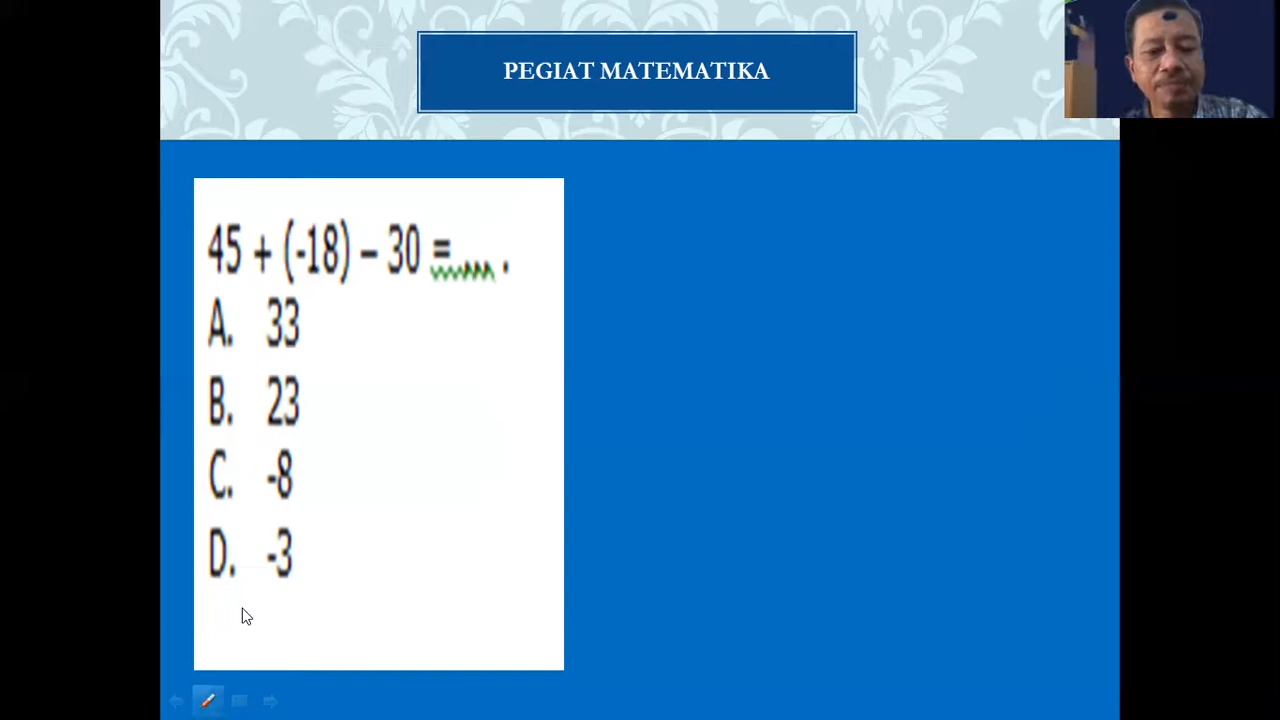 PEGIAT MATEMATIKA
45 + (-18) – 30 = ... .
A. 33
B. 23
C. -8
D. -3